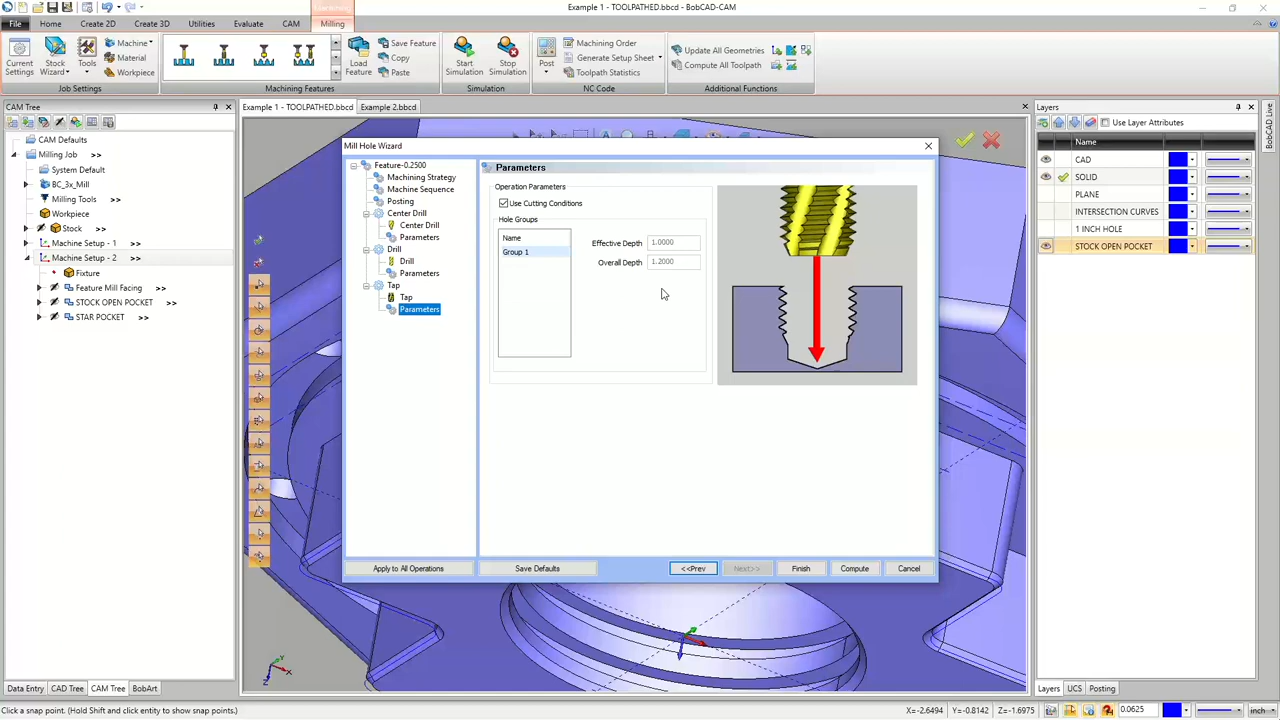 Example 1 - TOOLPATHED.bbcd - BobCAD-CAM
File Home Create 2D Create 3D Utilities Evaluate CAM Milling
Current Settings
Stock Wizard
Tools
Machine
Material
Workpiece
Load Feature
Save Feature
Copy
Paste
Start Simulation
Stop Simulation
Post
Machining Order
Generate Setup Sheet
Toolpath Statistics
Update All Geometries
Compute All Toolpath
Job Settings Machining Features Simulation NC Code Additional Functions
CAM Tree
Example 1 - TOOLPATHED.bbcd Example 2.bbcd
CAM Defaults
Milling Job >>
System Default
BC_3x_Mill
Milling Tools >>
Workpiece
Stock >>
Machine Setup - 1 >>
Machine Setup - 2 >>
Fixture
Feature Mill Facing >>
STOCK OPEN POCKET >>
STAR POCKET >>
Mill Hole Wizard
Feature-0.2500
Machining Strategy
Machine Sequence
Posting
Center Drill
Center Drill
Parameters
Drill
Drill
Parameters
Tap
Tap
Parameters
Parameters
Operation Parameters
Use Cutting Conditions
Hole Groups
Name
Group 1
Effective Depth 1.0000
Overall Depth 1.2000
Apply to All Operations Save Defaults <<Prev Next>> Finish Compute Cancel
Layers
Use Layer Attributes
Name
CAD
SOLID
PLANE
INTERSECTION CURVES
1 INCH HOLE
STOCK OPEN POCKET
BobCAD Live
Y
X
Z
Data Entry CAD Tree CAM Tree BobArt
Layers UCS Posting
Click a snap point. (Hold Shift and click entity to show snap points.)
X=-2.6494 Y=-0.8142 Z=-1.6975 0.0625 inch